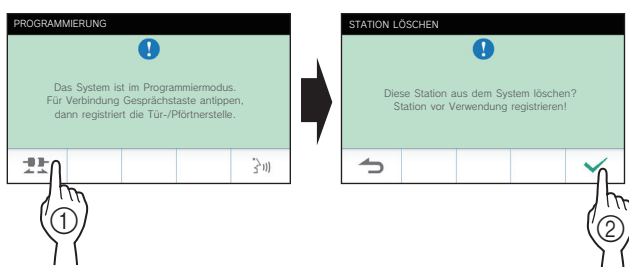 PROGRAMMIERUNG
Das System ist im Programmiermodus.
Für Verbindung Gesprächstaste antippen,
dann registriert die Tür-/Pförtnerstelle.
①
STATION LÖSCHEN
Diese Station aus dem System löschen?
Station vor Verwendung registrieren!
②